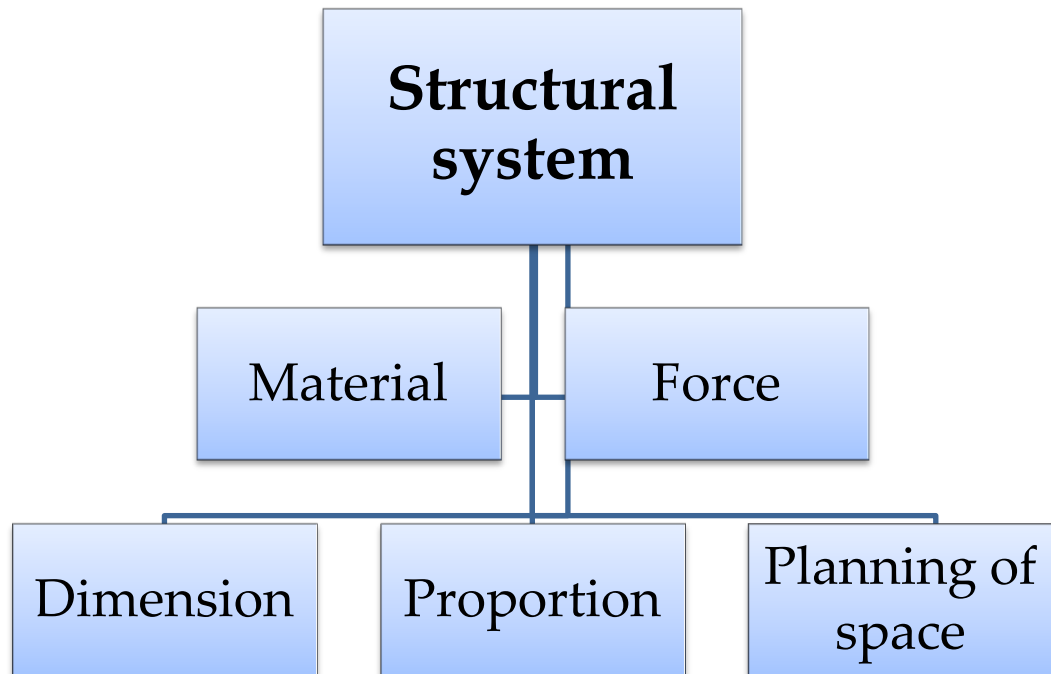 Structural
system
Material
Force
Dimension
Proportion
Planning of
space